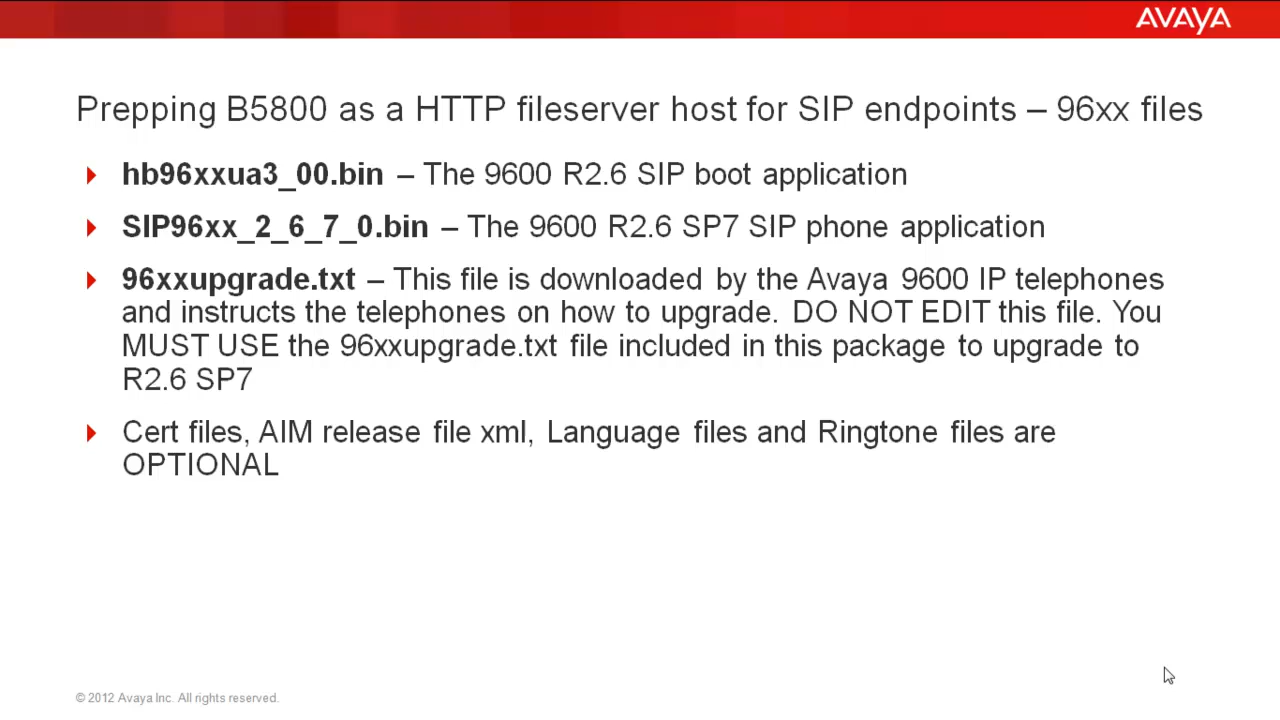 AVAYA
Prepping B5800 as a HTTP fileserver host for SIP endpoints – 96xx files
hb96xxua3_00.bin – The 9600 R2.6 SIP boot application
SIP96xx_2_6_7_0.bin – The 9600 R2.6 SP7 SIP phone application
96xxupgrade.txt – This file is downloaded by the Avaya 9600 IP telephones
and instructs the telephones on how to upgrade. DO NOT EDIT this file. You
MUST USE the 96xxupgrade.txt file included in this package to upgrade to
R2.6 SP7
Cert files, AIM release file xml, Language files and Ringtone files are
OPTIONAL
© 2012 Avaya Inc. All rights reserved.